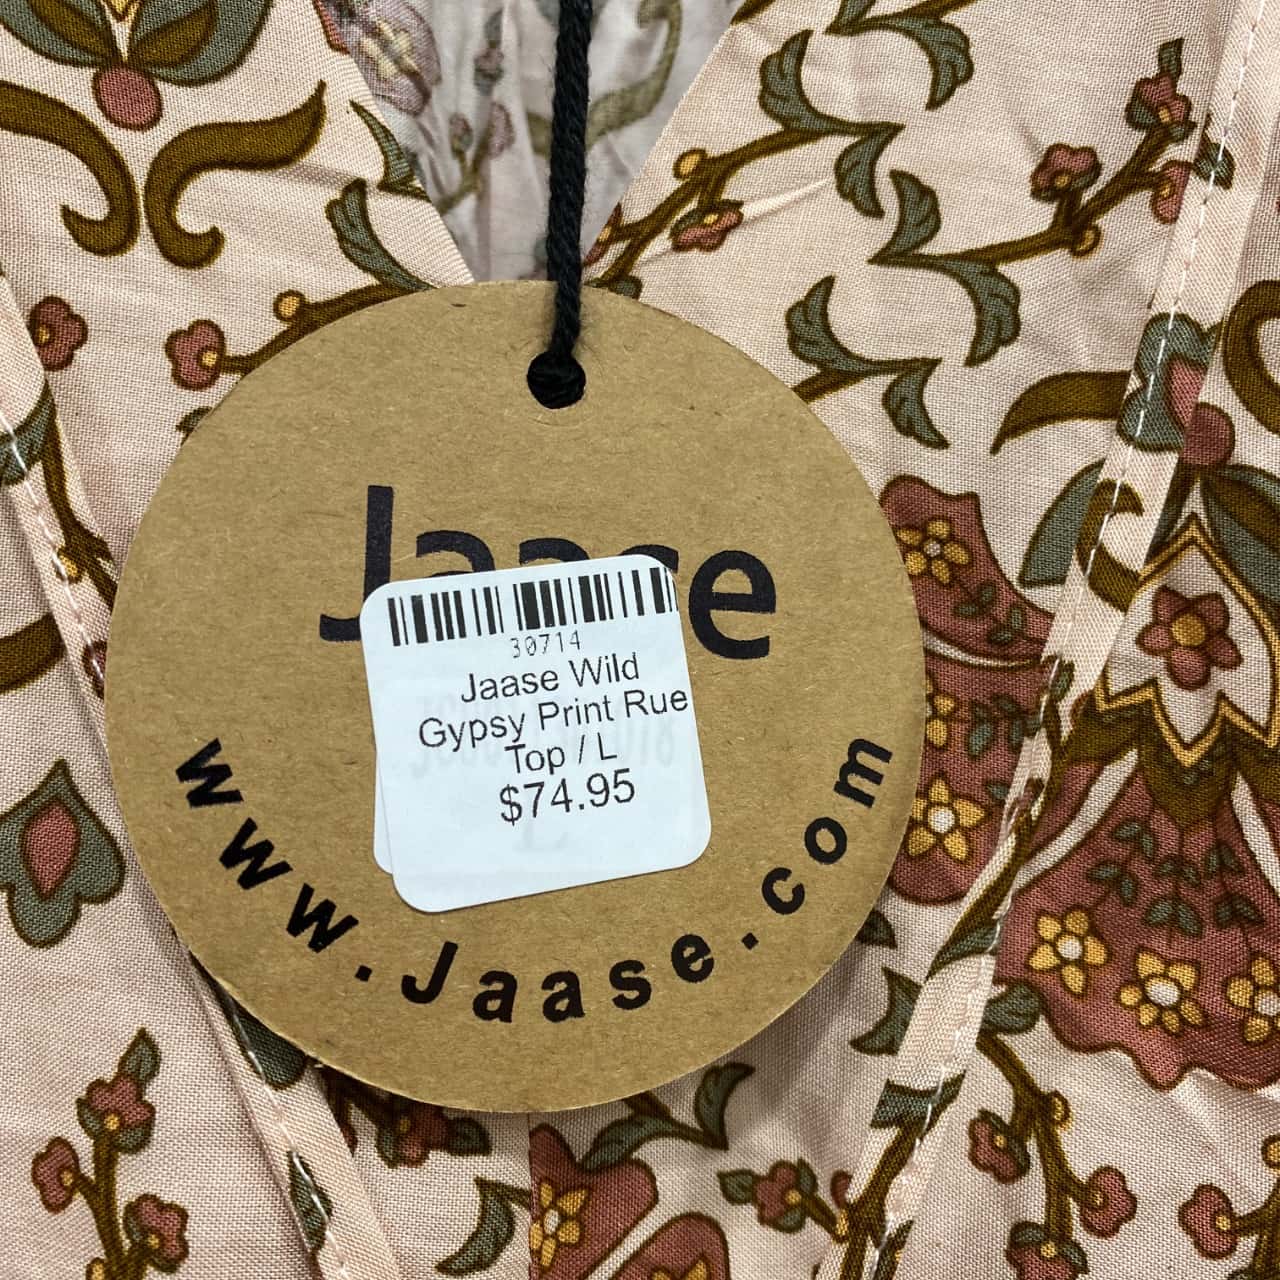 Jaase
30714
Jaase Wild
Gypsy Print Rue
Top / L
$74.95
www.Jaase.com